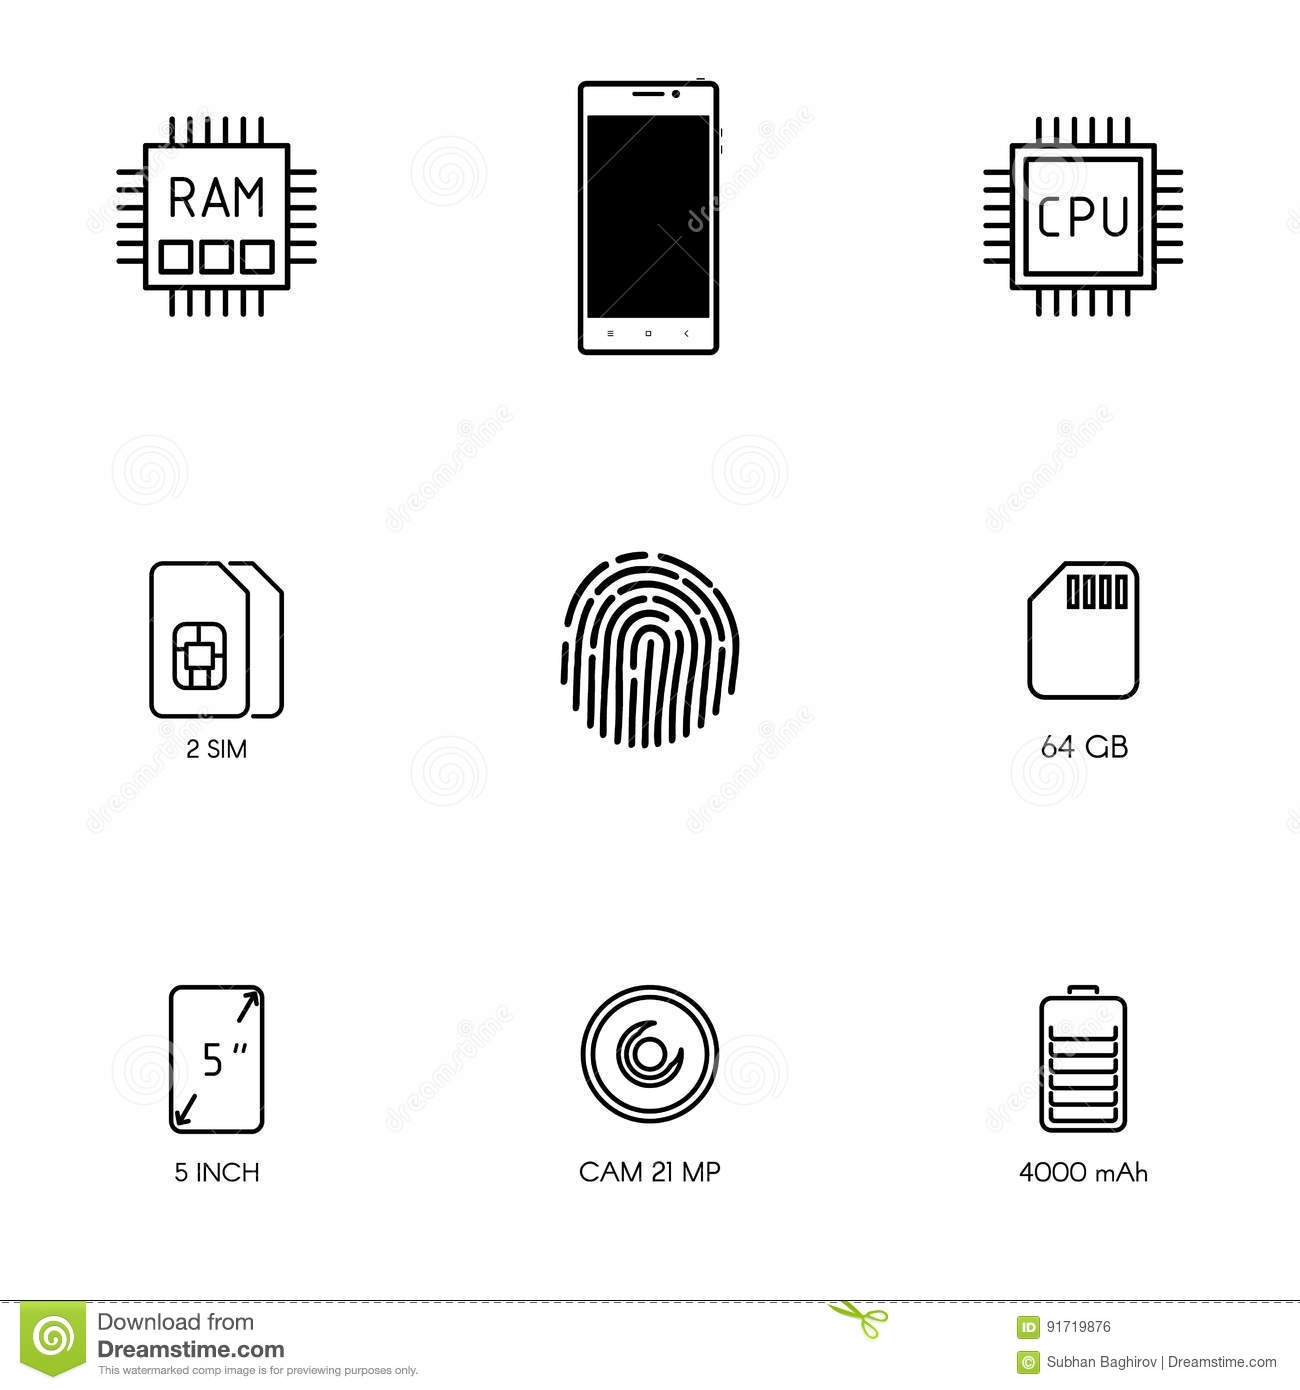 RAM
CPU
2 SIM
64 GB
5 "
5 INCH
CAM 21 MP
4000 mAh
dreamstime
Download from
Dreamstime.com
This watermarked comp image is for previewing purposes only.
ID 91719876
© Subhan Baghirov | Dreamstime.com